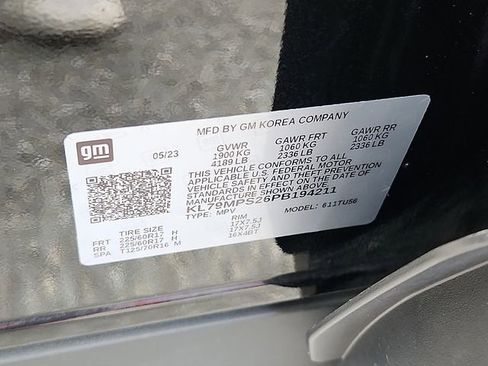 MFD BY GM KOREA COMPANY
gm 05/23 GVWR GAWR FRT GAWR RR
1900 KG 1060 KG 1060 KG
4189 LB 2336 LB 2336 LB
THIS VEHICLE CONFORMS TO ALL
APPLICABLE U.S. FEDERAL MOTOR
VEHICLE SAFETY AND THEFT PREVENTION
STANDARDS IN EFFECT ON THE DATE OF
MANUFACTURE SHOWN ABOVE.
KL79MPS26PB194211
TYPE: MPV MODEL: 611TU56
TIRE SIZE RIM
FRT 225/60R17 H 17X7.5J
RR 225/60R17 H 17X7.5J
SPA T125/70R16 M 16X4BT